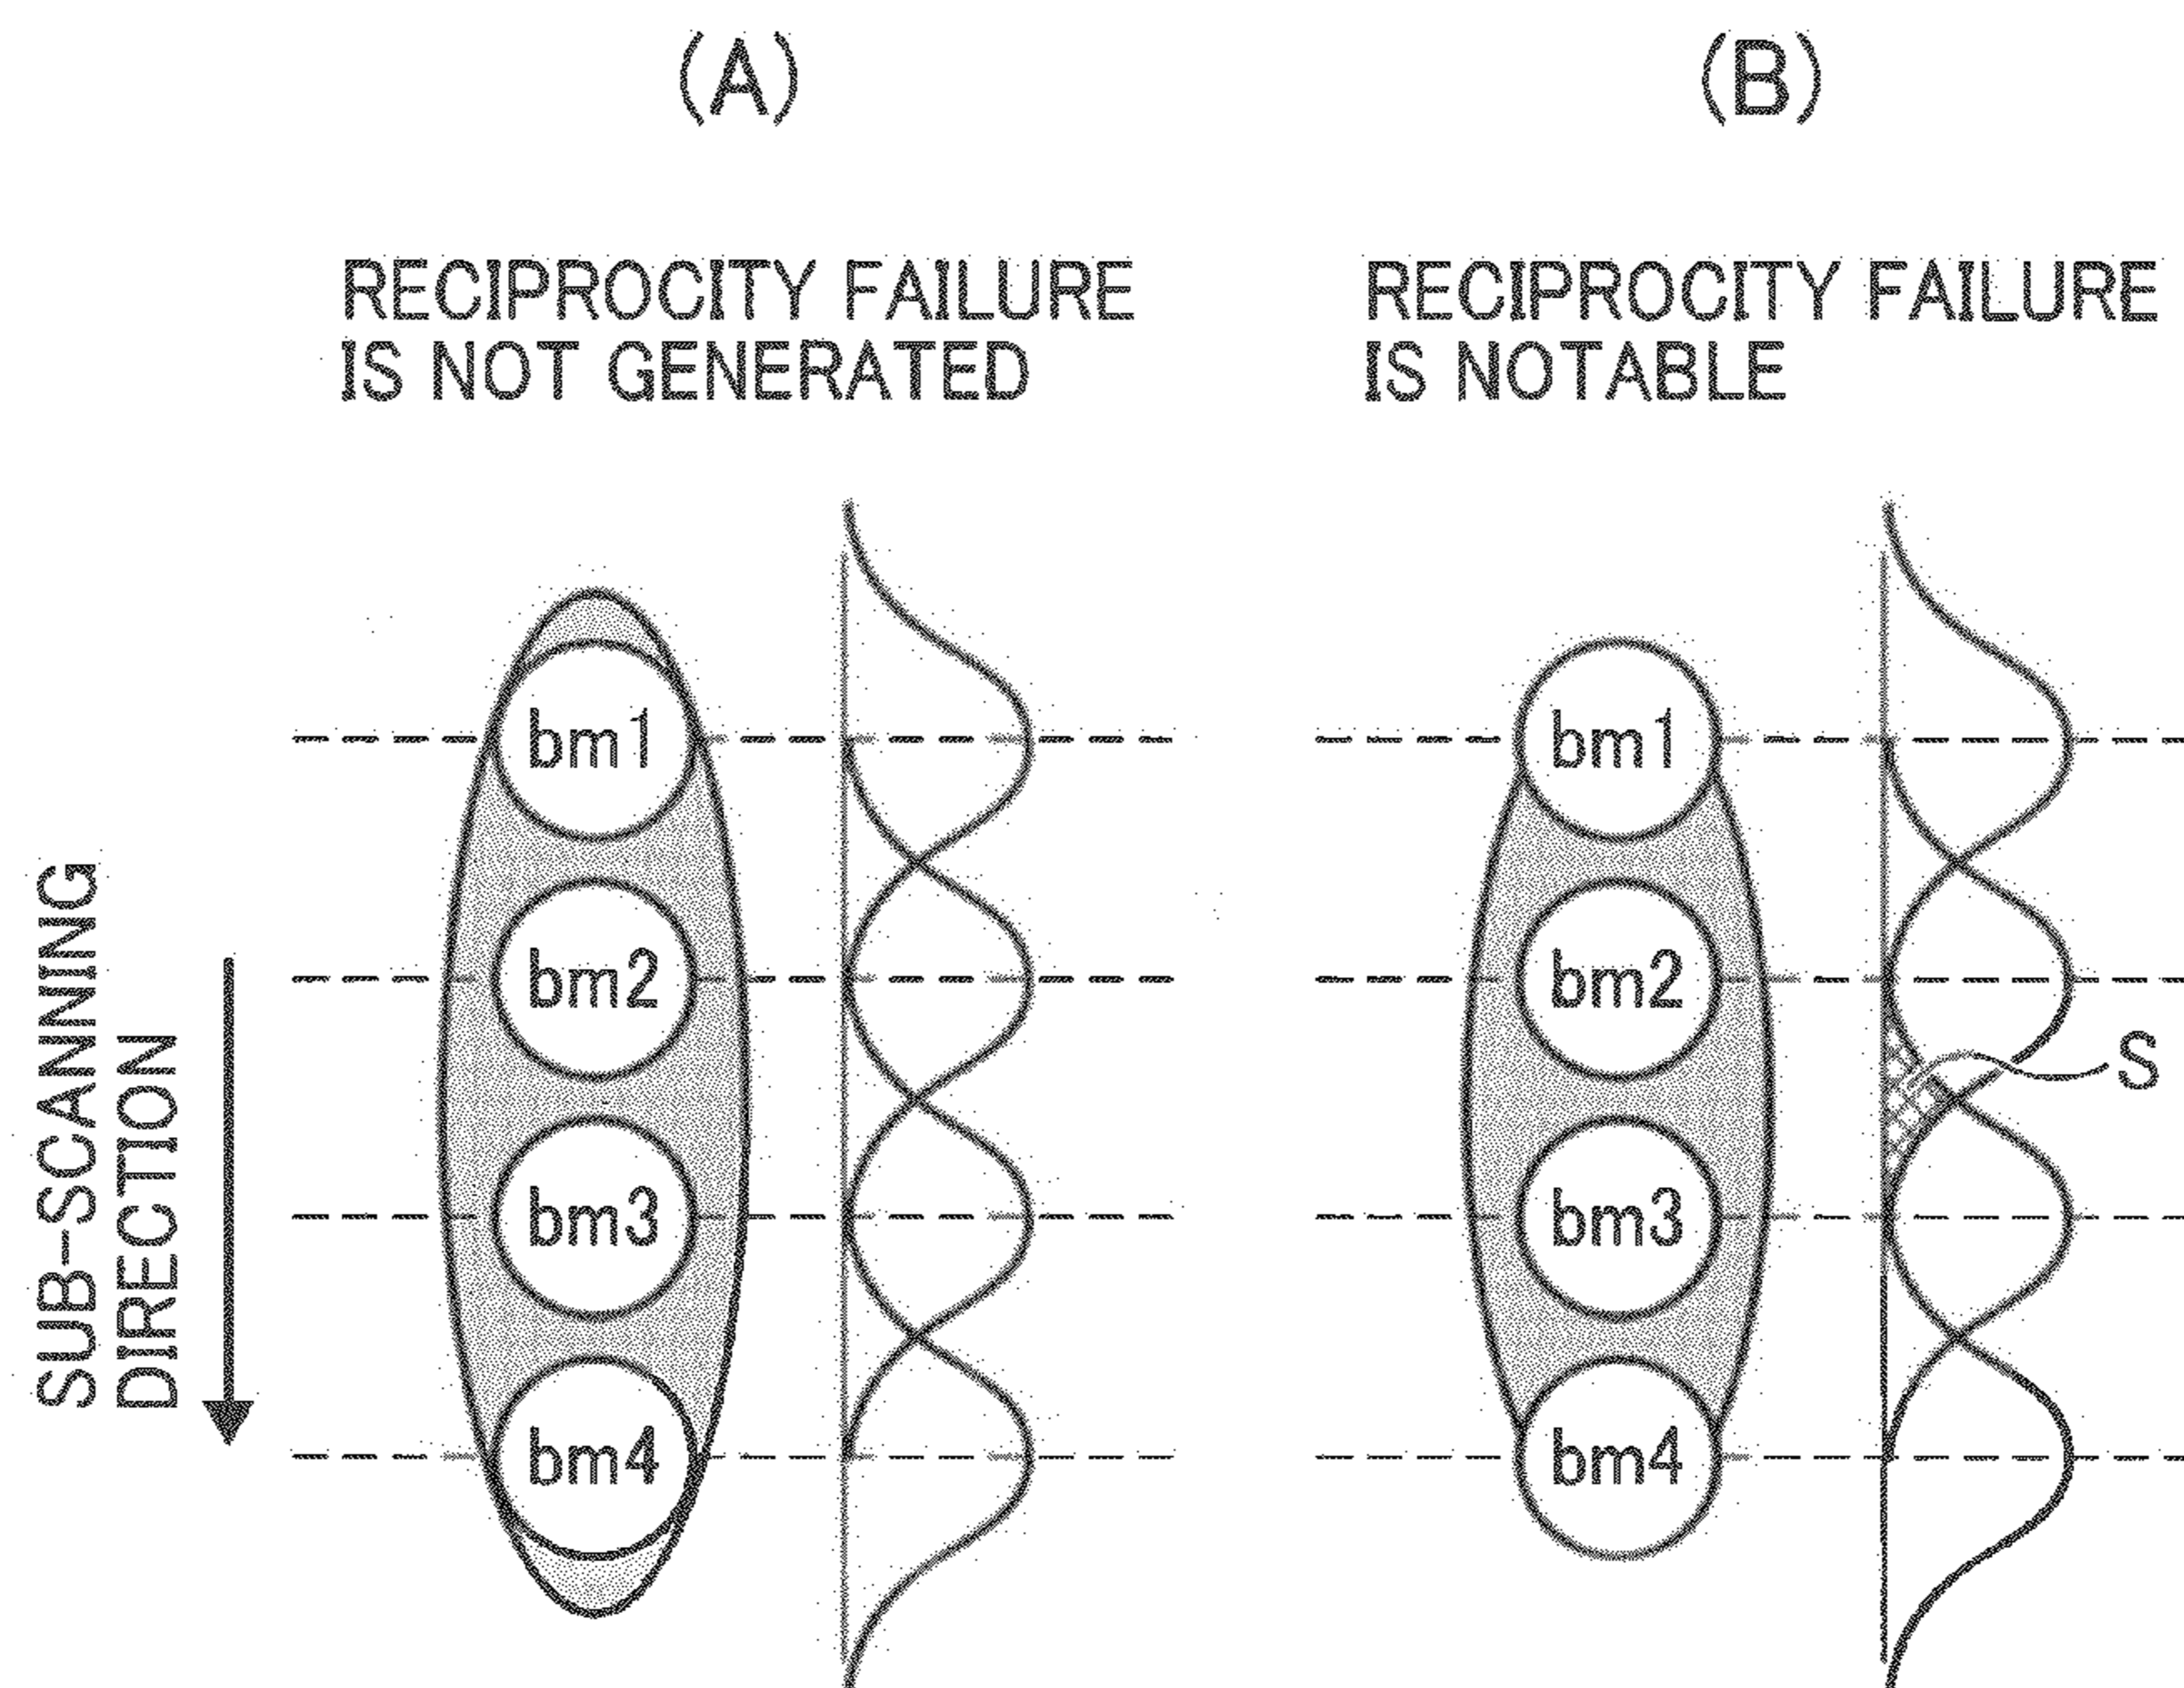 (A)
RECIPROCITY FAILURE
IS NOT GENERATED
SUB-SCANNING
DIRECTION
bm1
bm2
bm3
bm4
(B)
RECIPROCITY FAILURE
IS NOTABLE
bm1
bm2
bm3
bm4
S